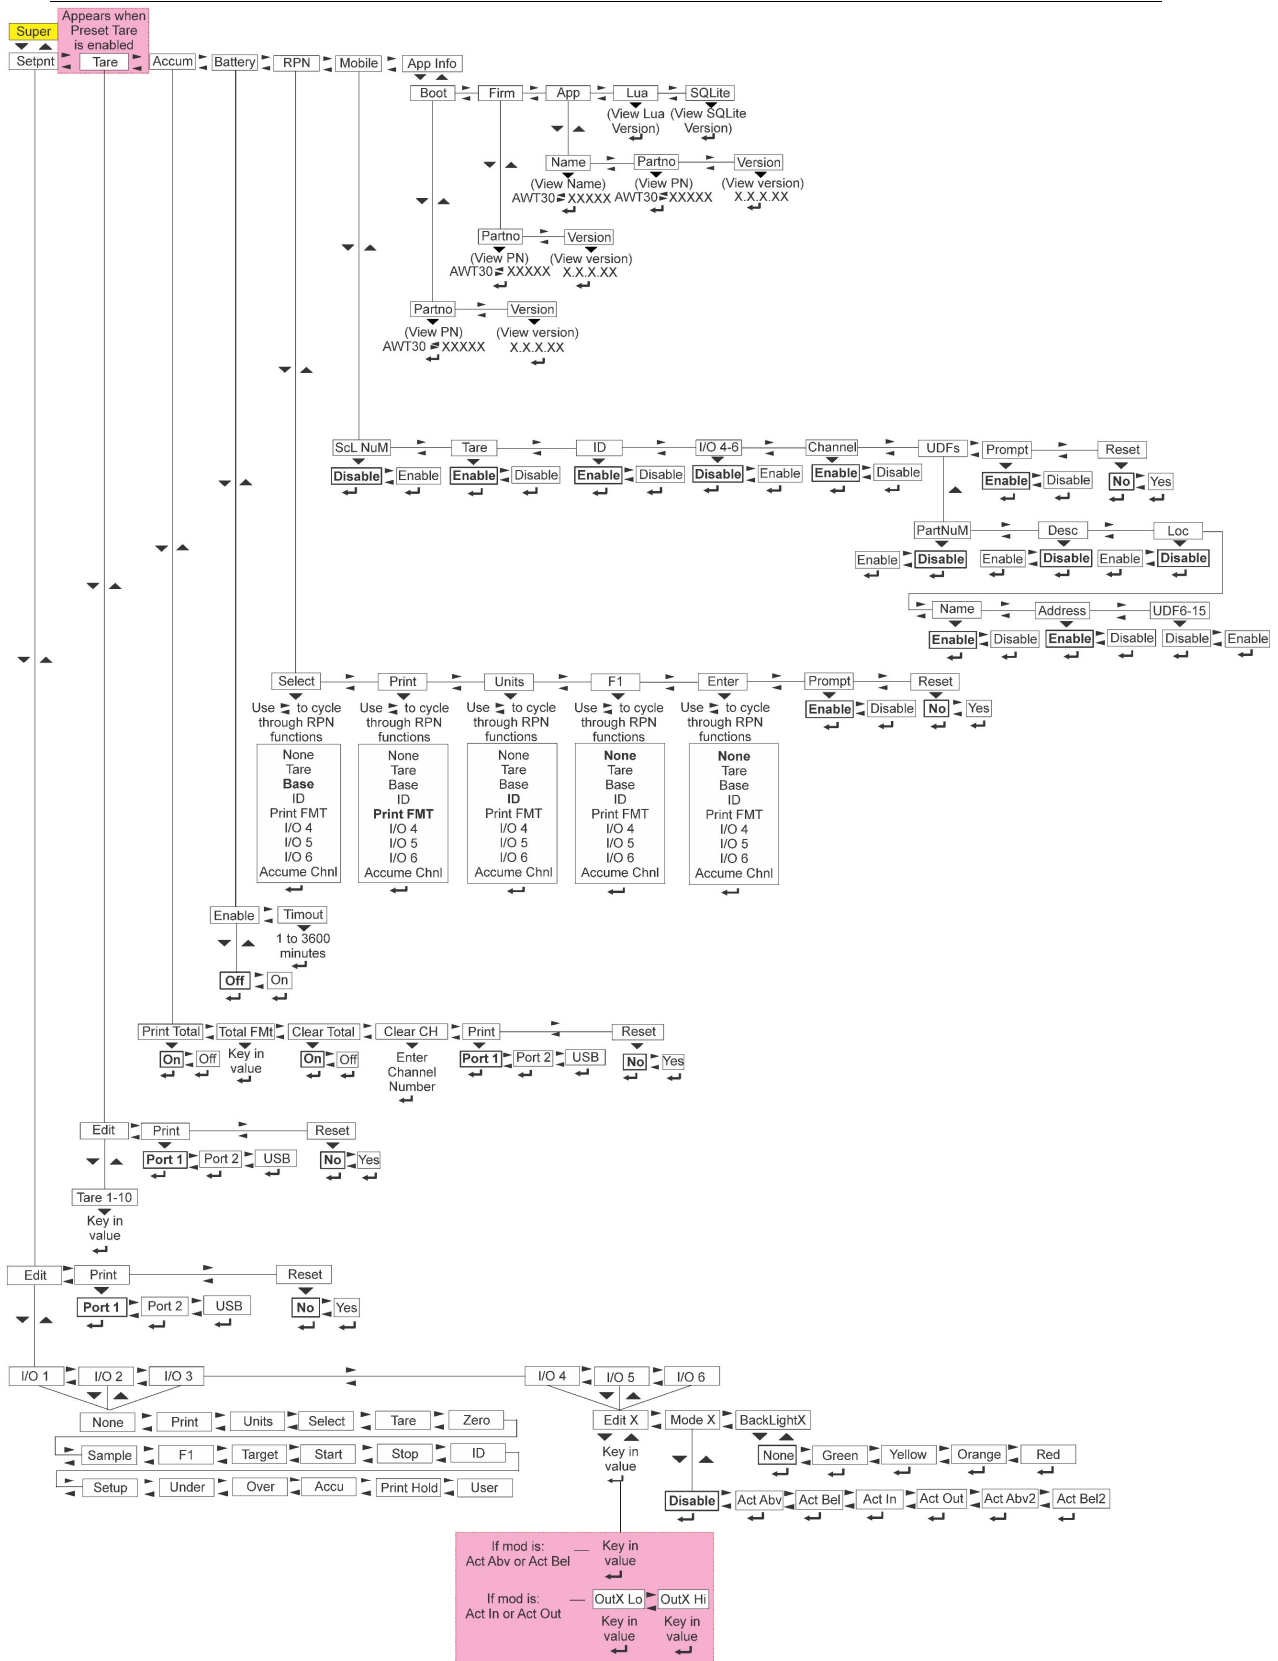 Appears when
Preset Tare
is enabled
Super
Setpnt Tare Accum Battery RPN Mobile App Info
Boot Firm App Lua SQLite
(View Lua (View SQLite
Version) Version)
Name Partno Version
(View Name) (View PN) (View version)
AWT30 XXXXX AWT30 XXXXX X.X.X.XX
Partno Version
(View PN) (View version)
AWT30 XXXXX X.X.X.XX
Partno Version
(View PN) (View version)
AWT30 XXXXX X.X.X.XX
ScL NuM Tare ID I/O 4-6 Channel UDFs Prompt Reset
Disable Enable Enable Disable Enable Disable Disable Enable Enable Disable Enable Disable No Yes
PartNuM Desc Loc
Enable Disable Enable Disable Enable Disable
Name Address UDF6-15
Enable Disable Enable Disable Disable Enable
Select Print Units F1 Enter Prompt Reset
Use to cycle Use to cycle Use to cycle Use to cycle Use to cycle Enable Disable No Yes
through RPN through RPN through RPN through RPN through RPN
functions functions functions functions functions
None None None None None
Tare Tare Tare Tare Tare
Base Base Base Base Base
ID ID ID ID ID
Print FMT Print FMT Print FMT Print FMT Print FMT
I/O 4 I/O 4 I/O 4 I/O 4 I/O 4
I/O 5 I/O 5 I/O 5 I/O 5 I/O 5
I/O 6 I/O 6 I/O 6 I/O 6 I/O 6
Accume Chnl Accume Chnl Accume Chnl Accume Chnl Accume Chnl
Enable Timout
1 to 3600
minutes
Off On
Print Total Total FMt Clear Total Clear CH Print Reset
On Off Key in On Off Enter Port 1 Port 2 USB No Yes
value Channel
Number
Edit Print Reset
Port 1 Port 2 USB No Yes
Tare 1-10
Key in
value
Edit Print Reset
Port 1 Port 2 USB No Yes
I/O 1 I/O 2 I/O 3 I/O 4 I/O 5 I/O 6
None Print Units Select Tare Zero Edit X Mode X BackLightX
Sample F1 Target Start Stop ID Key in None Green Yellow Orange Red
value
Setup Under Over Accu Print Hold User Disable Act Abv Act Bel Act In Act Out Act Abv2 Act Bel2
If mod is: Key in
Act Abv or Act Bel value
If mod is: OutX Lo OutX Hi
Act In or Act Out Key in Key in
value value